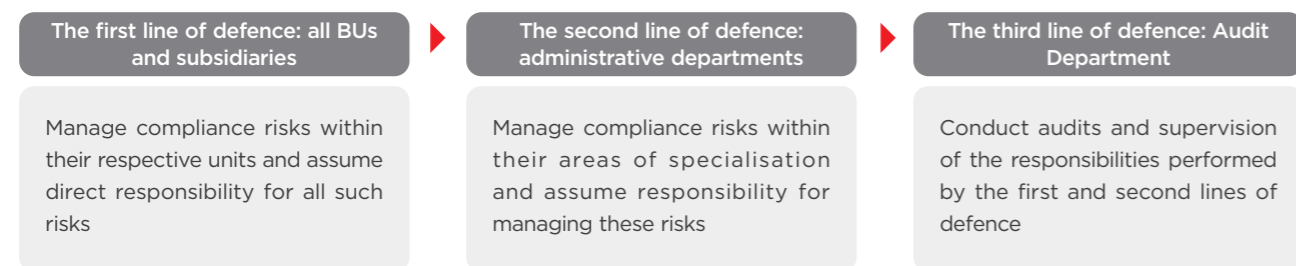 The first line of defence: all BUs
and subsidiaries
Manage compliance risks within
their respective units and assume
direct responsibility for all such
risks
The second line of defence:
administrative departments
Manage compliance risks within
their areas of specialisation
and assume responsibility for
managing these risks
The third line of defence: Audit
Department
Conduct audits and supervision
of the responsibilities performed
by the first and second lines of
defence